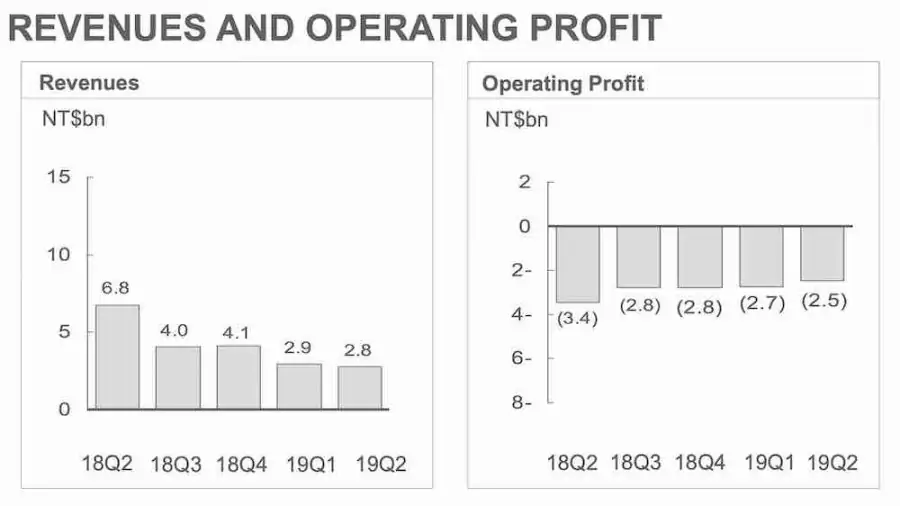 REVENUES AND OPERATING PROFIT
Revenues
NT$bn
15
10
5
0
6.8
4.0
4.1
2.9
2.8
18Q2 18Q3 18Q4 19Q1 19Q2
Operating Profit
NT$bn
2
0
2-
4-
6-
8-
(3.4)
(2.8)
(2.8)
(2.7)
(2.5)
18Q2 18Q3 18Q4 19Q1 19Q2